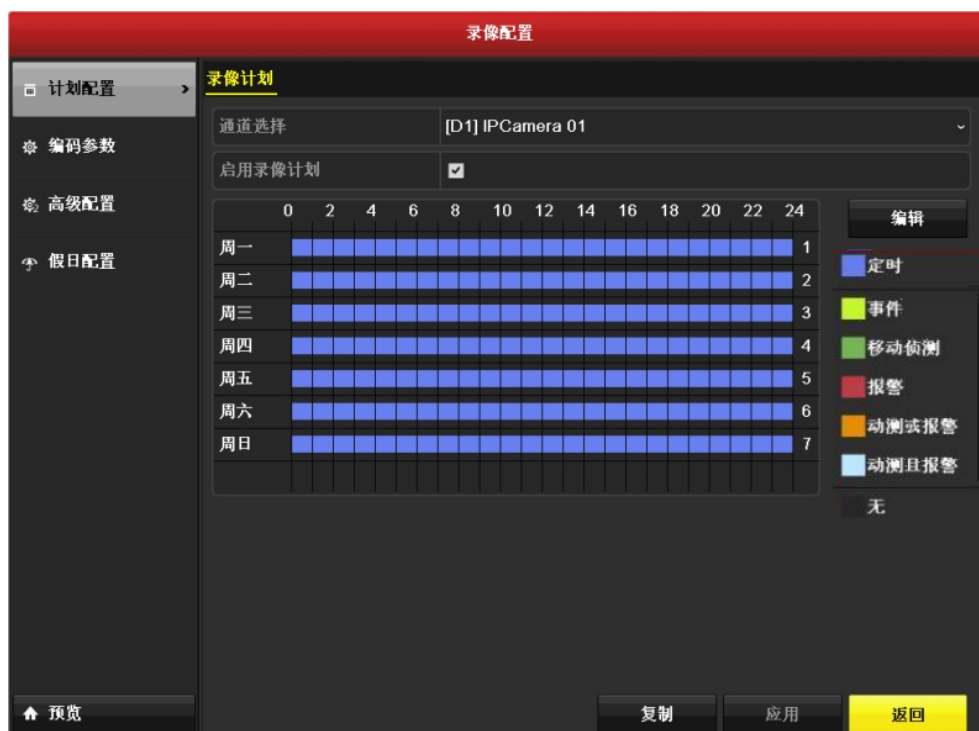 录像配置
计划配置
编码参数
高级配置
假日配置
预览
录像计划
通道选择 [D1] IPCamera 01
启用录像计划
0 2 4 6 8 10 12 14 16 18 20 22 24
周一 1
周二 2
周三 3
周四 4
周五 5
周六 6
周日 7
编辑
定时
事件
移动侦测
报警
动测或报警
动测且报警
无
复制 应用 返回